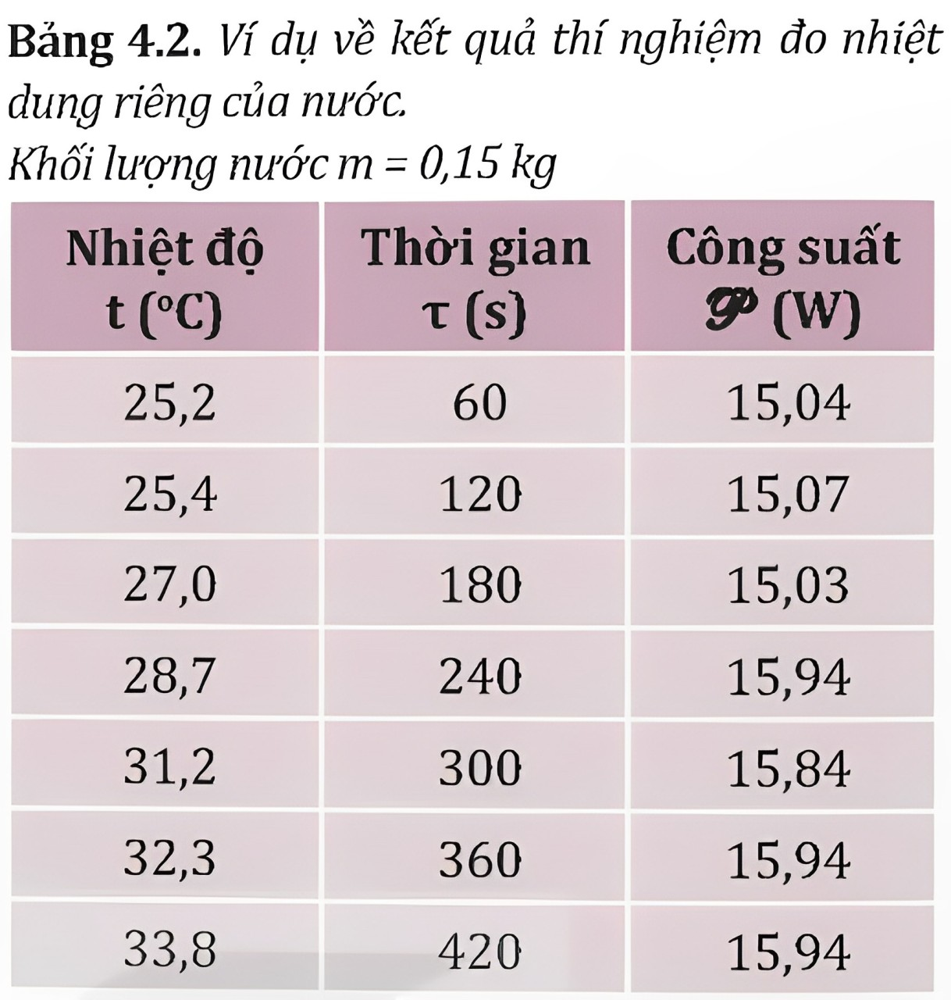 Bảng 4.2. Ví dụ về kết quả thí nghiệm đo nhiệt
dung riêng của nước.
Khối lượng nước m = 0,15 kg
Nhiệt độ Thời gian Công suất
t (°C) τ (s) 𝒫 (W)
25,2 60 15,04
25,4 120 15,07
27,0 180 15,03
28,7 240 15,94
31,2 300 15,84
32,3 360 15,94
33,8 420 15,94